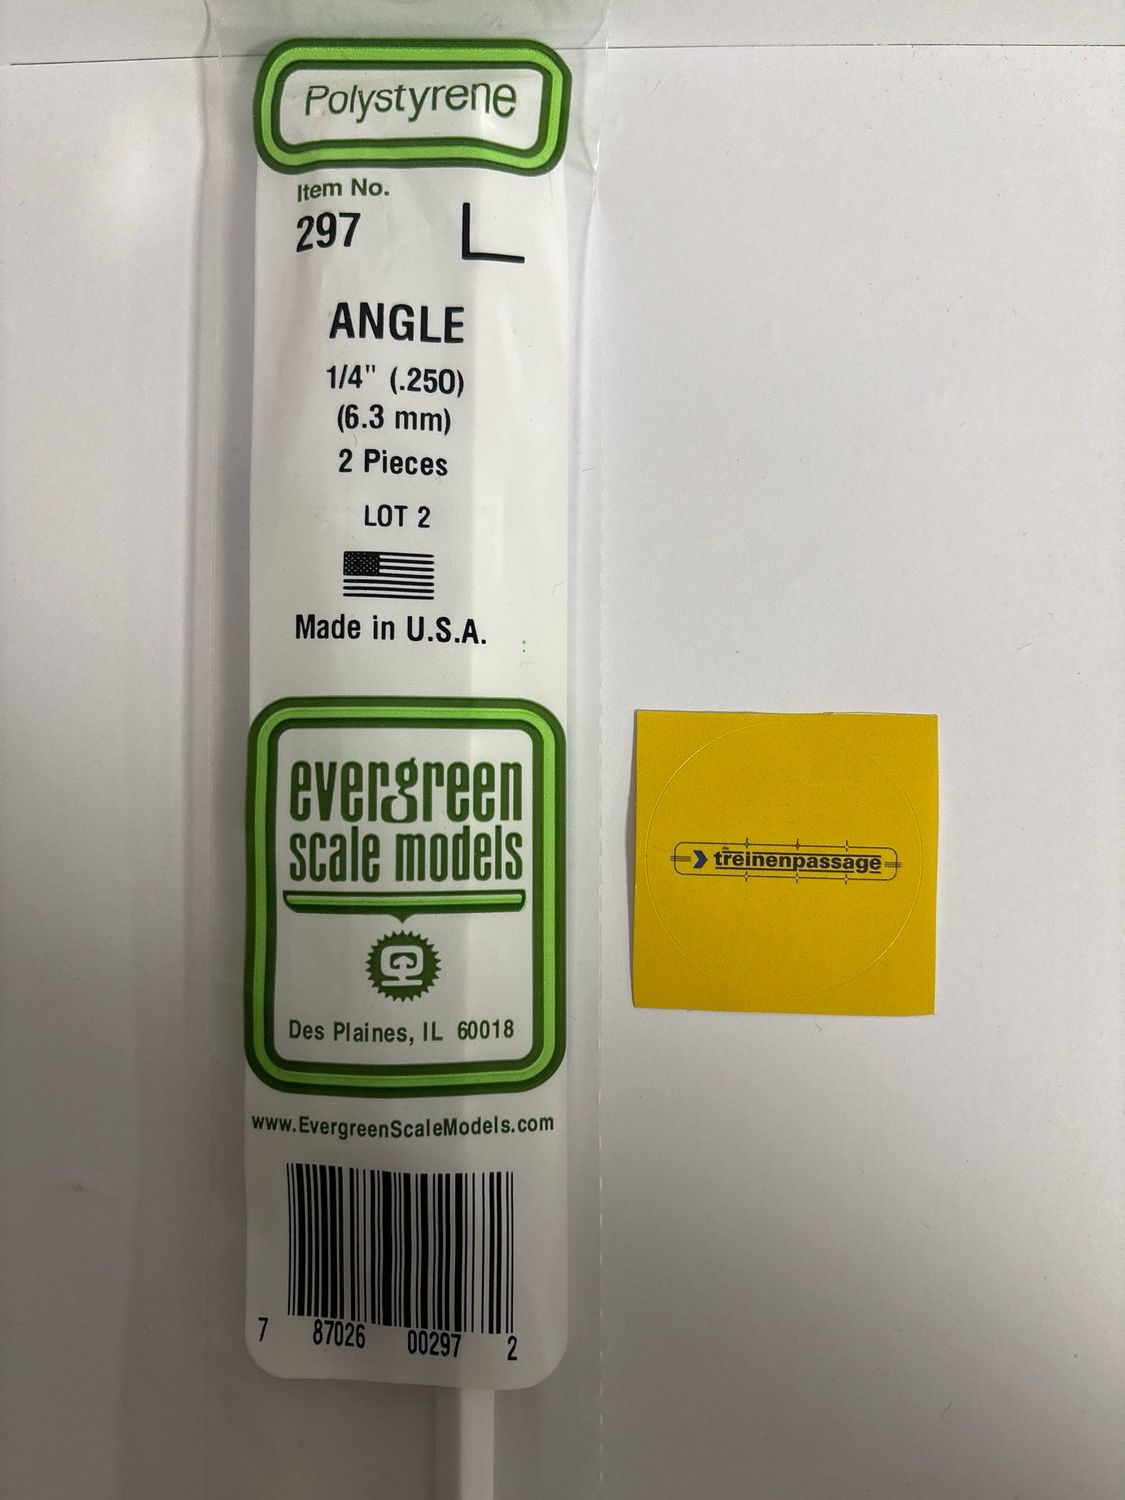 Polystyrene
Item No.
297 L
ANGLE
1/4" (.250)
(6.3 mm)
2 Pieces
LOT 2
Made in U.S.A.
evergreen
scale models
Des Plaines, IL 60018
www.EvergreenScaleModels.com
7 87026 00297 2
de
treinenpassage